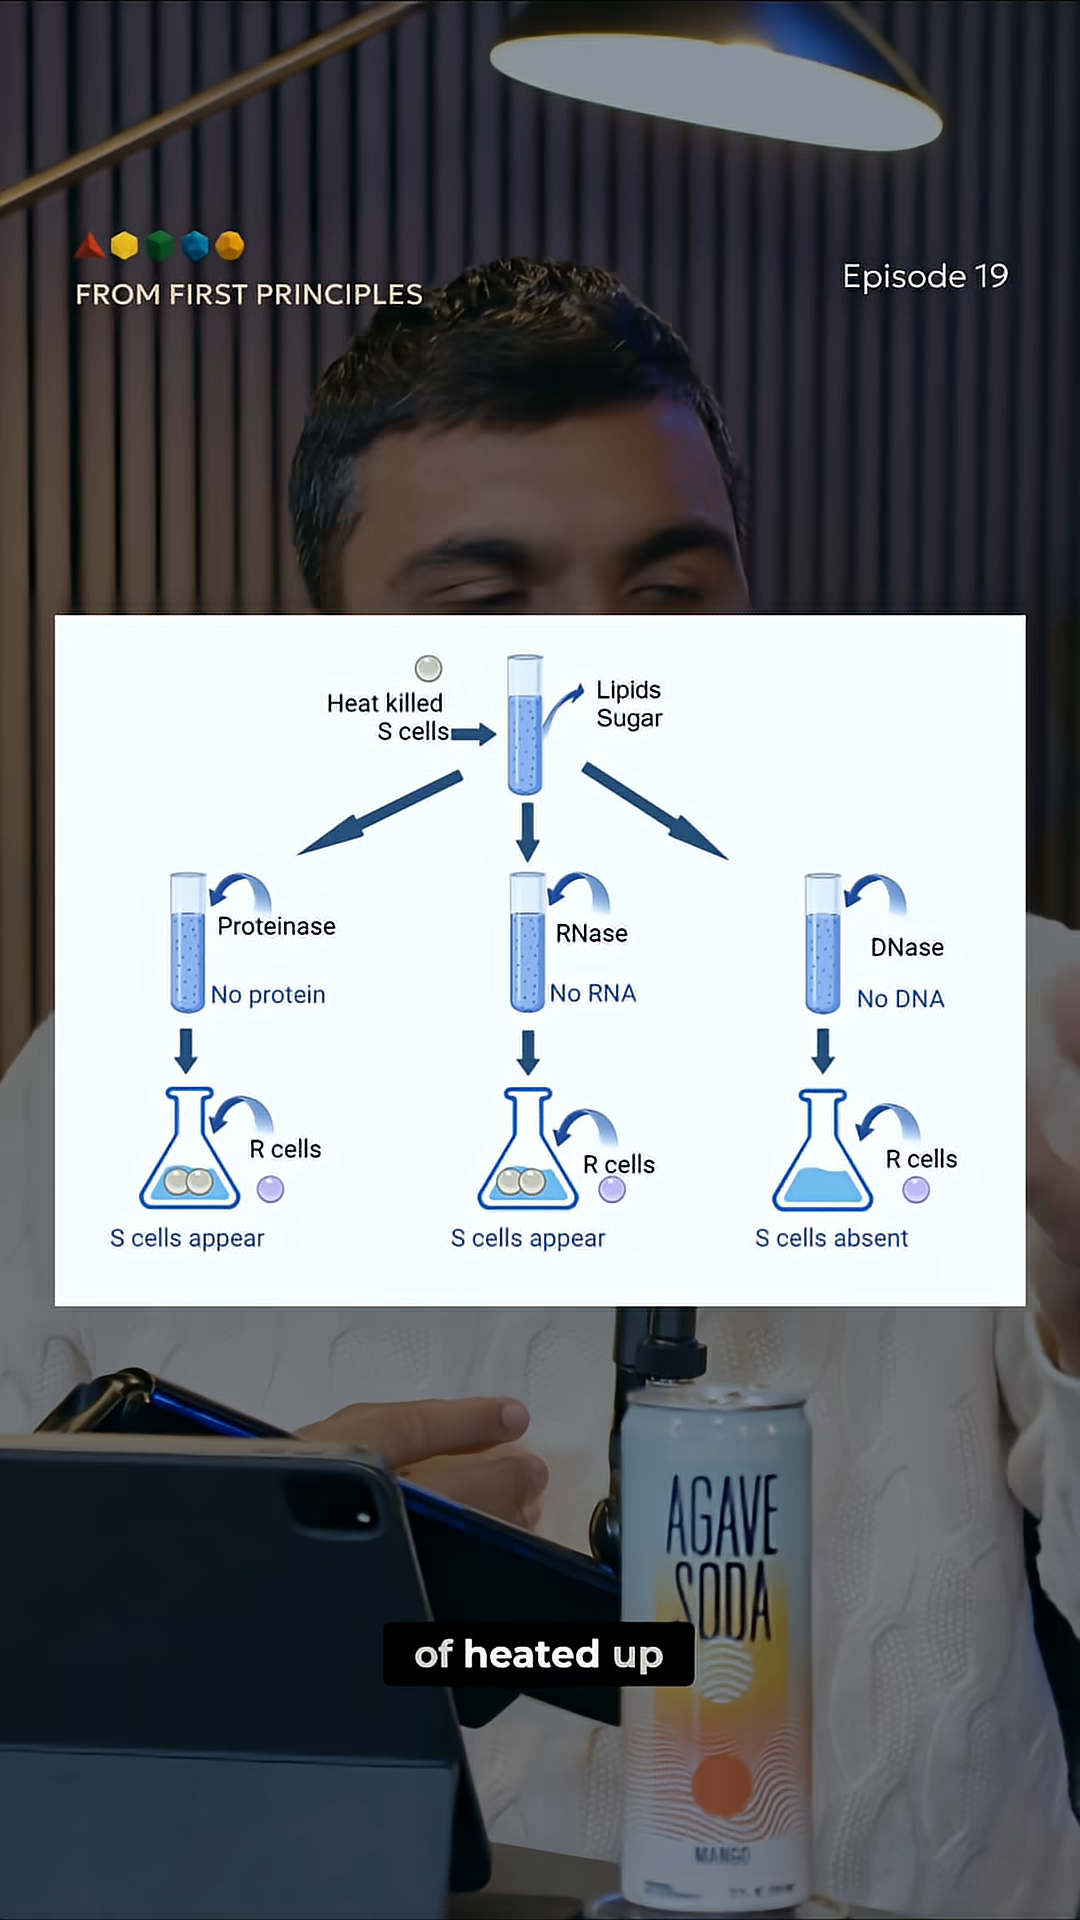 FROM FIRST PRINCIPLES
Episode 19
Heat killed
S cells
Lipids
Sugar
Proteinase
No protein
RNase
No RNA
DNase
No DNA
R cells
S cells appear
R cells
S cells appear
R cells
S cells absent
AGAVE
SODA
of heated up
MANGO